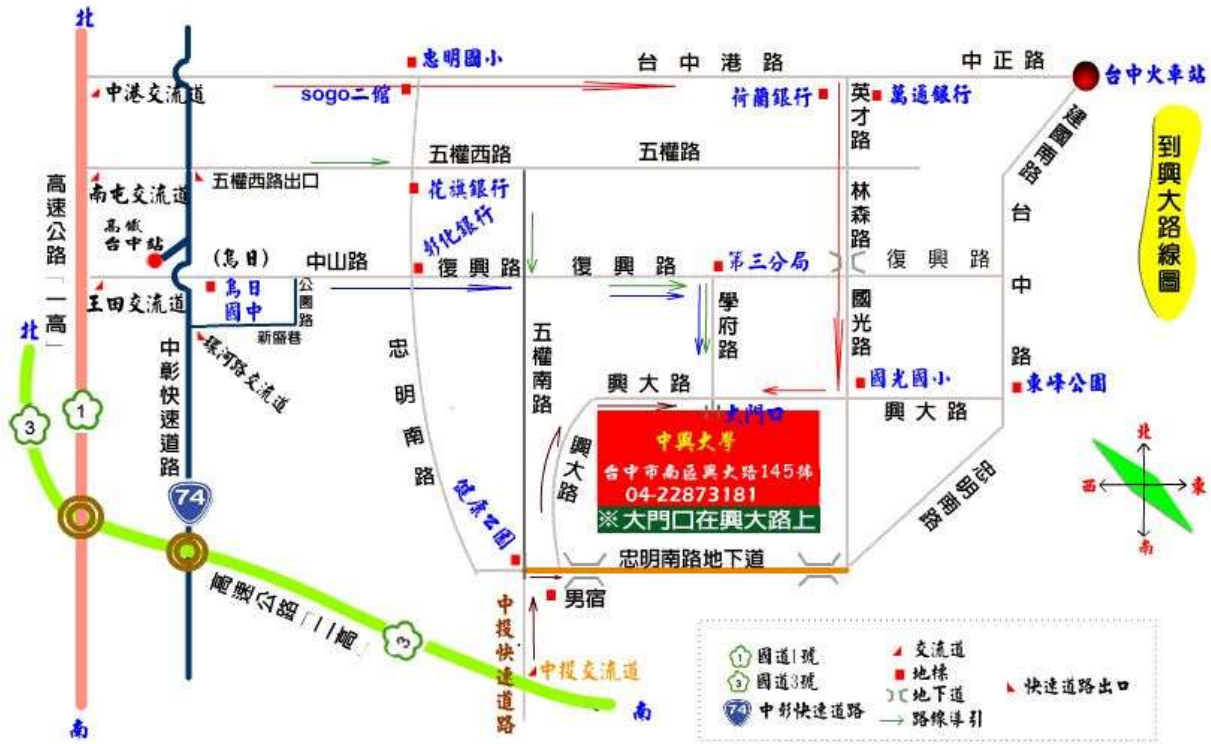 北
忠明國小
台中港路
中正路
台中火車站
中港交流道
sogo二館
荷蘭銀行
英才路
萬通銀行
建國南路
到興大路線圖
五權西路
五權路
高速公路「一高」
南屯交流道
五權西路出口
花旗銀行
林森路
台中路
高鐵
台中站
彰化銀行
(烏日)
中山路
復興路
復興路
第三分局
復興路
王田交流道
烏日
國中
公園路
學府路
國光路
北
新盛巷
環河路交流道
中彰快速道路
忠明南路
五權南路
興大路
國光國小
東峰公園
1
3
大門口
興大路
中興大學
台中市南區興大路145號
04-22873181
※大門口在興大路上
興大路
忠明南路
北
西
東
南
74
健康公園
忠明南路地下道
高速公路「二高」
男宿
中投快速道路
3
中投交流道
南
南
1
國道1號
3
國道3號
74
中彰快速道路
交流道
地標
地下道
路線導引
快速道路出口